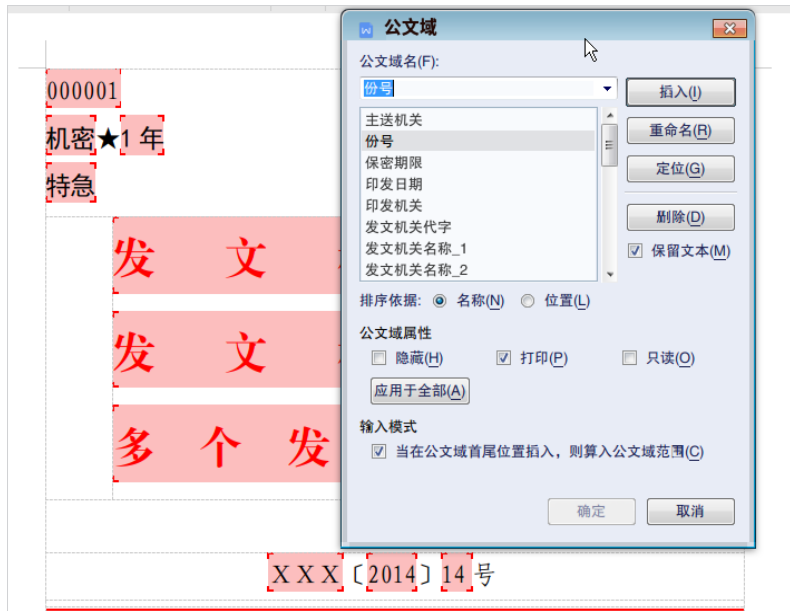 公文域
公文域名(F):
份号
插入(I)
主送机关
份号
保密期限
印发日期
印发机关
发文机关代字
发文机关名称_1
发文机关名称_2
重命名(R)
定位(G)
删除(D)
保留文本(M)
排序依据: 名称(N) 位置(L)
公文域属性
隐藏(H) 打印(P) 只读(O)
应用于全部(A)
输入模式
当在公文域首尾位置插入，则算入公文域范围(C)
确定 取消
000001
机密★1 年
特急
发 文
发 文
多 个 发
X X X〔2014〕14 号